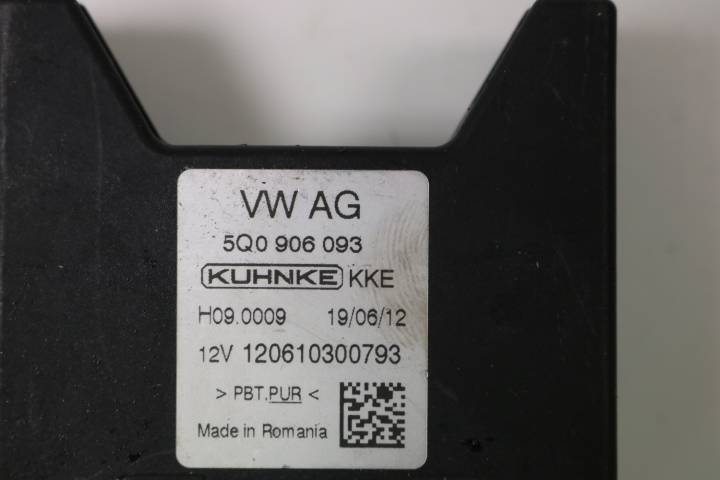 VW AG
5Q0 906 093
KUHNKE KKE
H09.0009 19/06/12
12V 120610300793
> PBT.PUR <
Made in Romania